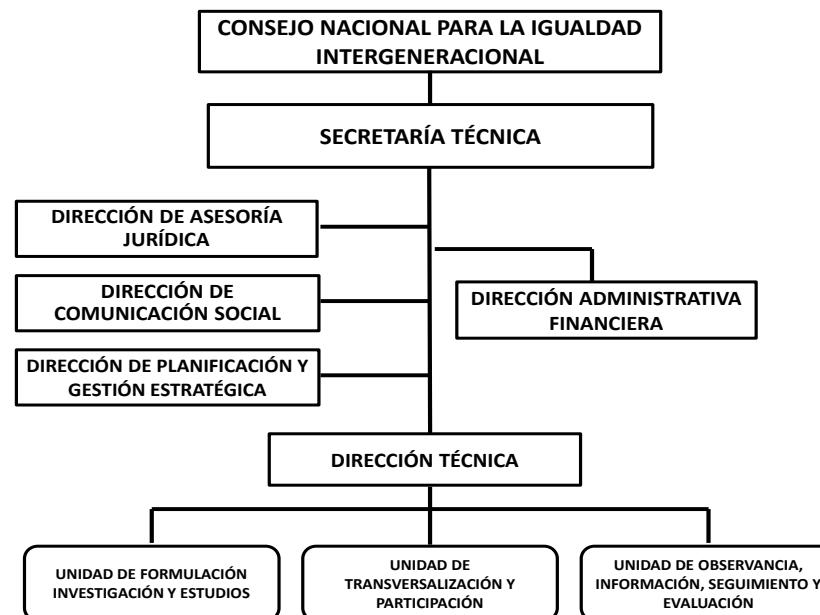 CONSEJO NACIONAL PARA LA IGUALDAD
INTERGENERACIONAL
SECRETARÍA TÉCNICA
DIRECCIÓN DE ASESORÍA
JURÍDICA
DIRECCIÓN DE
COMUNICACIÓN SOCIAL
DIRECCIÓN ADMINISTRATIVA
FINANCIERA
DIRECCIÓN DE PLANIFICACIÓN Y
GESTIÓN ESTRATÉGICA
DIRECCIÓN TÉCNICA
UNIDAD DE FORMULACIÓN
INVESTIGACIÓN Y ESTUDIOS
UNIDAD DE
TRANSVERSALIZACIÓN Y
PARTICIPACIÓN
UNIDAD DE OBSERVANCIA,
INFORMACIÓN, SEGUIMIENTO Y
EVALUACIÓN